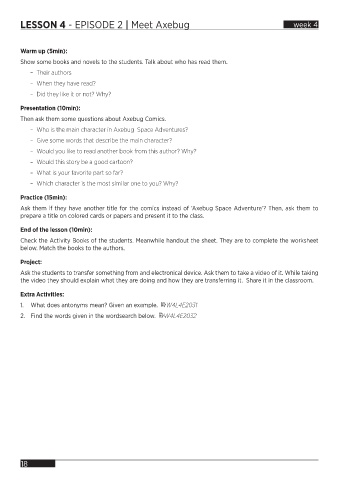 LESSON 4 - EPISODE 2 | Meet Axebug
week 4
Warm up (5min):
Show some books and novels to the students. Talk about who has read them.
- Their authors
- When they have read?
- Did they like it or not? Why?
Presentation (10min):
Then ask them some questions about Axebug Comics.
- Who is the main character in Axebug Space Adventures?
- Give some words that describe the main character?
- Would you like to read another book from this author? Why?
- Would this story be a good cartoon?
- What is your favorite part so far?
- Which character is the most similar one to you? Why?
Practice (15min):
Ask them if they have another title for the comics instead of 'Axebug Space Adventure'? Then, ask them to
prepare a title on colored cards or papers and present it to the class.
End of the lesson (10min):
Check the Activity Books of the students. Meanwhile handout the sheet. They are to complete the worksheet
below. Match the books to the authors.
Project:
Ask the students to transfer something from and electronical device. Ask them to take a video of it. While taking
the video they should explain what they are doing and how they are transferring it. Share it in the classroom.
Extra Activities:
1. What does antonyms mean? Given an example. W4L4E2031
2. Find the words given in the wordsearch below. W4L4E2032
18